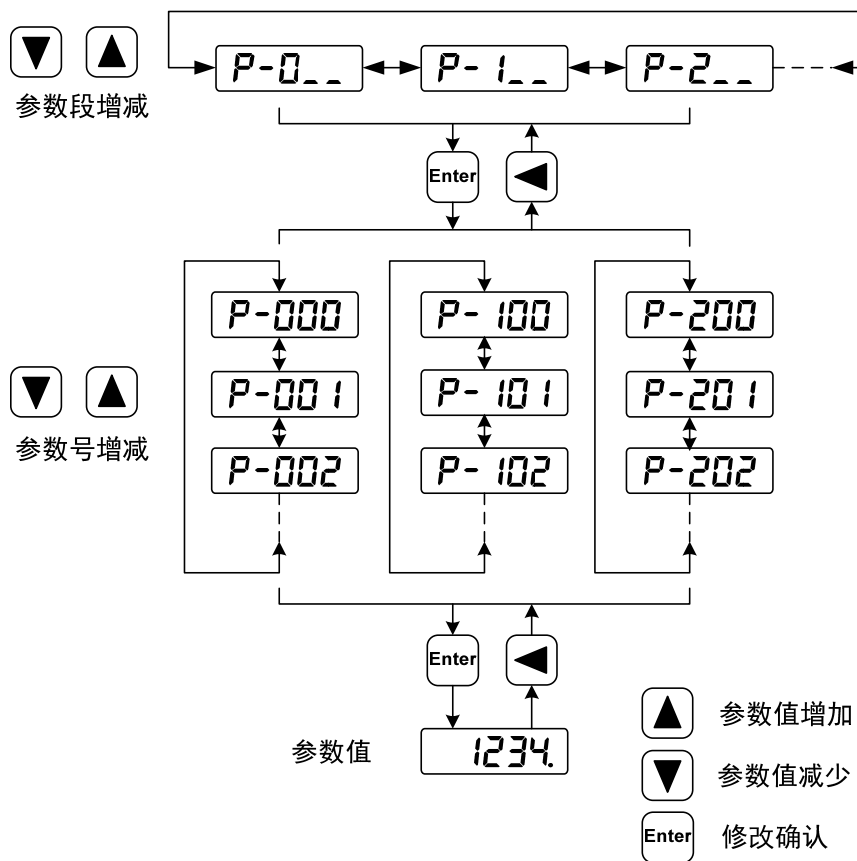 P-0_ _ P-1_ _ P-2_ _
参数段增减
Enter
P-000 P-100 P-200
P-001 P-101 P-201
参数号增减
P-002 P-102 P-202
Enter
参数值增加
参数值 1234.
参数值减少
Enter 修改确认